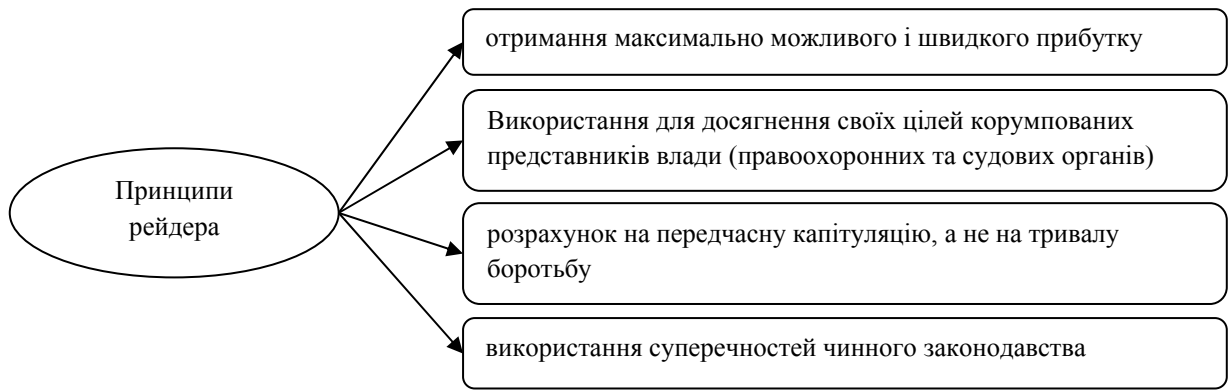 отримання максимально можливого і швидкого прибутку
Використання для досягнення своїх цілей корумпованих
представників влади (правоохоронних та судових органів)
Принципи
рейдера
розрахунок на передчасну капітуляцію, а не на тривалу
боротьбу
використання суперечностей чинного законодавства